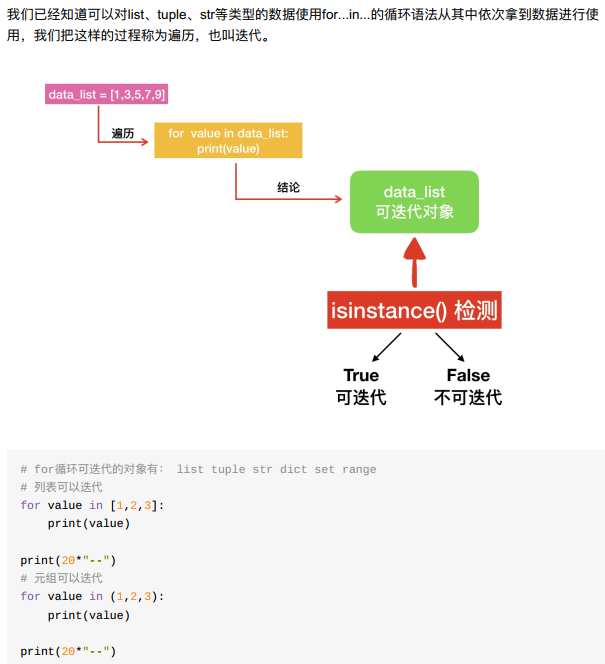 我们已经知道可以对list、tuple、str等类型的数据使用for...in...的循环语法从其中依次拿到数据进行使
用，我们把这样的过程称为遍历，也叫迭代。
data_list = [1,3,5,7,9]
遍历
for value in data_list:
print(value)
结论
data_list
可迭代对象
isinstance() 检测
True
可迭代
False
不可迭代
# for循环可迭代的对象有： list tuple str dict set range
# 列表可以迭代
for value in [1,2,3]:
    print(value)
print(20*"--")
# 元组可以迭代
for value in (1,2,3):
    print(value)
print(20*"--")